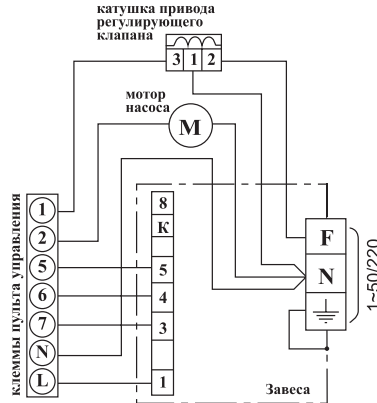 катушка привода
регулирующего
клапана
3 1 2
мотор
насоса
М
клеммы пульта управления
1
2
5
6
7
N
L
8
К
5
4
3
1
F
N
1~50/220
Завеса